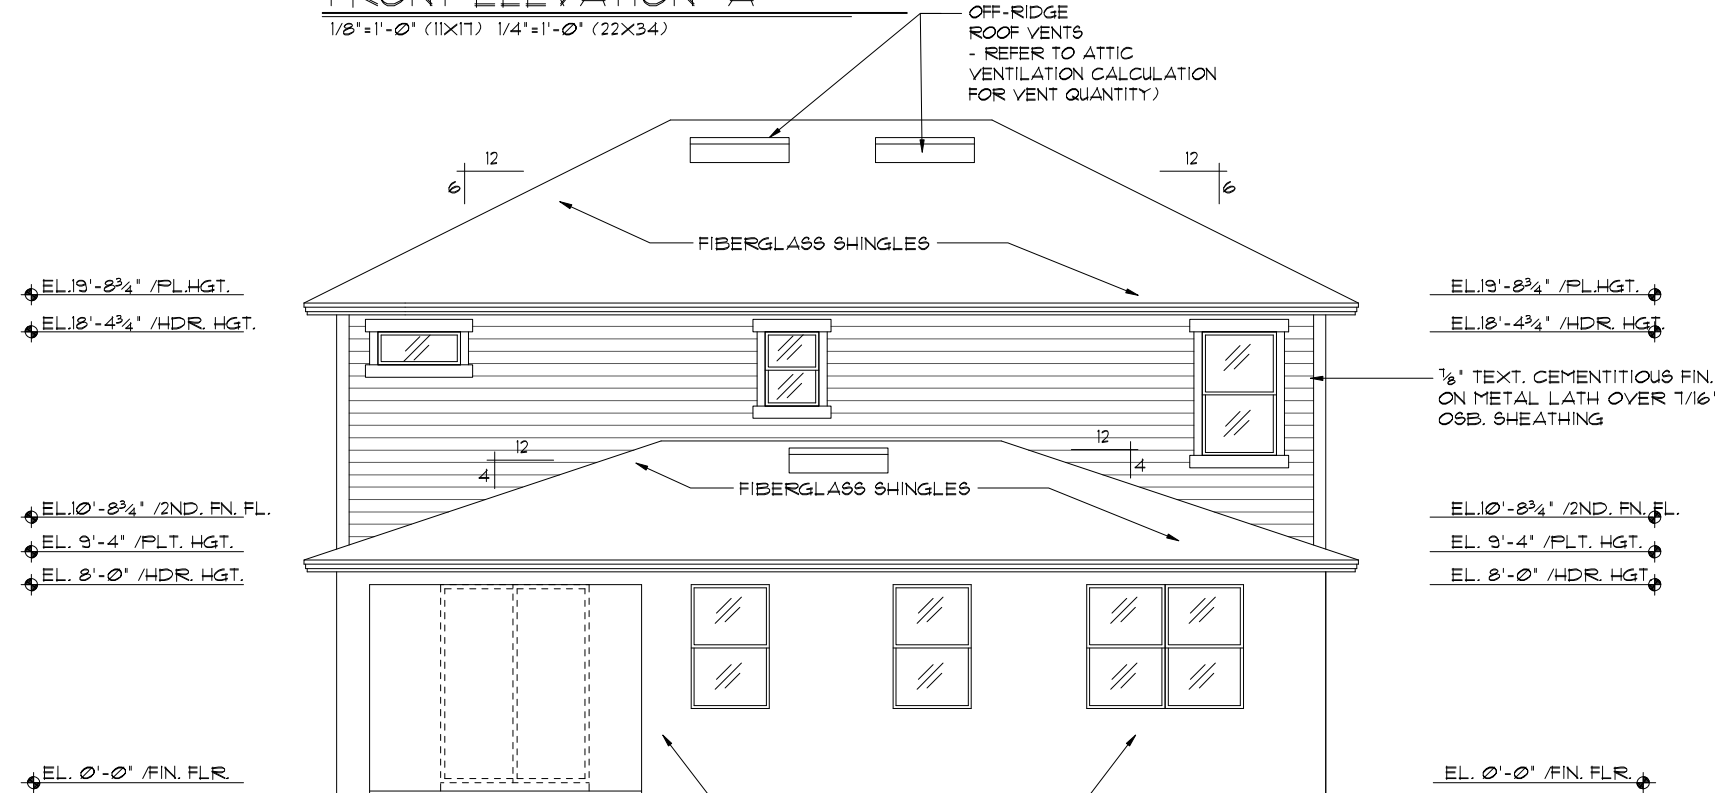 FRONT ELEVATION "A"
1/8"=1'-0" (11X17) 1/4"=1'-0" (22X34)
OFF-RIDGE
ROOF VENTS
- REFER TO ATTIC
VENTILATION CALCULATION
FOR VENT QUANTITY)
12
6
12
6
FIBERGLASS SHINGLES
EL.19'-8¾" /PL.HGT.
EL.19'-8¾" /PL.HGT.
EL.18'-4¾" /HDR. HGT.
EL.18'-4¾" /HDR. HGT.
7/8" TEXT. CEMENTITIOUS FIN.
ON METAL LATH OVER 7/16"
OSB. SHEATHING
12
4
12
4
FIBERGLASS SHINGLES
EL.10'-8¾" /2ND. FN. FL.
EL.10'-8¾" /2ND. FN. FL.
EL. 9'-4" /PLT. HGT.
EL. 9'-4" /PLT. HGT.
EL. 8'-0" /HDR. HGT.
EL. 8'-0" /HDR. HGT.
EL. 0'-0" /FIN. FLR.
EL. 0'-0" /FIN. FLR.